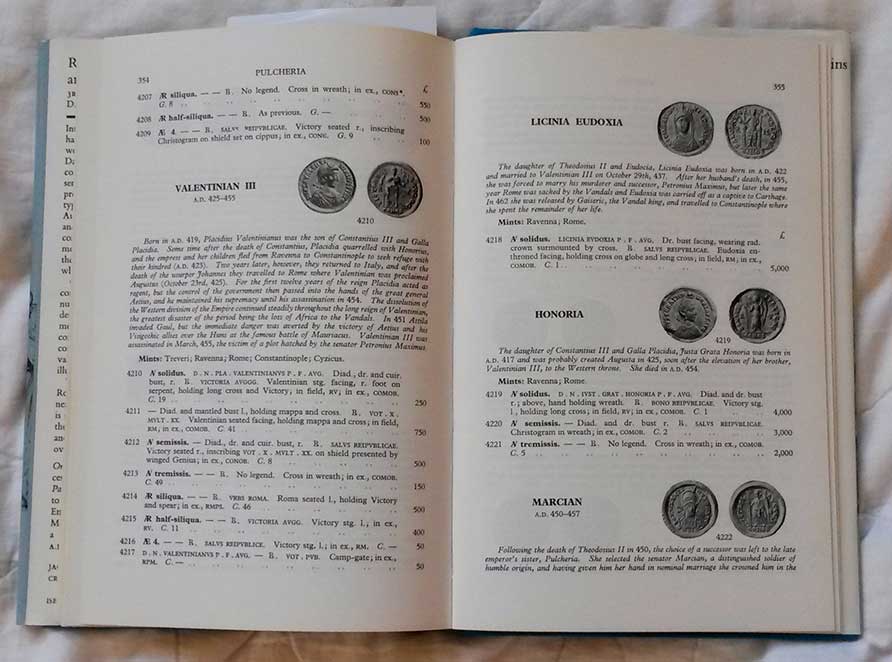 R
ar
JR
D.
In
ha
354
PULCHERIA
£
4207 Æ siliqua. — — R. No legend. Cross in wreath; in ex., CONS*.
G. 8 .. .. .. .. .. .. .. 550
4208 Æ half-siliqua. — — R. As previous. G. — .. .. 500
4209 Æ 4. — — R. SALVS REIPVBLICAE. Victory seated r., inscribing
Christogram on shield set on cippus; in ex., CONG. G. 9 .. .. 100
VALENTINIAN III
A.D. 425–455
4210
Born in A.D. 419, Placidius Valentinianus was the son of Constantius III and Galla
Placidia. Some time after the death of Constantius, Placidia quarrelled with Honorius,
and the empress and her children fled from Ravenna to Constantinople to seek refugе with
their kindred (A.D. 423). Two years later, however, they returned to Italy, and after the
death of the usurper Johannes they travelled to Rome where Valentinian was proclaimed
Augustus (October 23rd, 425). For the first twelve years of the reign Placidia acted as
regent, but the control of the government then passed into the hands of the great general
Aetius, and he maintained his supremacy until his assassination in 454. The dissolution of
the Western division of the Empire continued steadily throughout the long reign of Valentinian,
the greatest disaster of the period being the loss of Africa to the Vandals. In 451 Attila
invaded Gaul, but the immediate danger was averted by the victory of Aetius and his
Visigothic allies over the Huns at the famous battle of Mauriacus. Valentinian III was
assassinated in March, 455, the victim of a plot hatched by the senator Petronius Maximus.
Mints: Treveri; Ravenna; Rome; Constantinople; Cyzicus.
4210 N solidus. D . N . PLA . VALENTINIANVS P . F . AVG. Diad., dr. and cuir.
bust, r. R. VICTORIA AVGGG. Valentinian stg. facing, r. foot on
serpent, holding long cross and Victory; in field, RV; in ex., COMOB.
C. 19 .. .. .. .. .. .. .. 250
4211 — Diad. and mantled bust l., holding mappa and cross. R. VOT . X .
MVLT . XX. Valentinian seated facing, holding mappa and cross; in field,
RM, in ex., COMOB. C. 41 .. .. .. .. .. 750
4212 N semissis. — Diad., dr. and cuir. bust, r. R. SALVS REIPVBLICAE.
Victory seated r., inscribing VOT . X . MVLT . XX. on shield presented by
winged Genius; in ex., CONOB. C. 8 .. .. .. .. 500
4213 N tremissis. — — R. No legend. Cross in wreath; in ex., COMOB.
C. 49 .. .. .. .. .. .. .. 150
4214 Æ siliqua. — — R. VRBS ROMA. Roma seated l., holding Victory
and spear; in ex., RMPS. C. 46 .. .. .. .. .. 500
4215 Æ half-siliqua. — — R. VICTORIA AVGG. Victory stg. l.; in ex.,
RV. C. 11 .. .. .. .. .. .. .. 400
4216 Æ 4. — — R. SALVS REIPVBLICE. Victory stg. l.; in ex., RM. C. — 50
4217 D . N . VALENTINIANVS P . F . AVG. — R. VOT . PVB. Camp-gate; in ex.,
RPM. C. — .. .. .. .. .. .. .. 50
355
LICINIA EUDOXIA
The daughter of Theodosius II and Eudocia, Licinia Eudoxia was born in A.D. 422
and married to Valentinian III on October 29th, 437. After her husband's death, in 455,
she was forced to marry his murderer and successor, Petronius Maximus, but later the same
year Rome was sacked by the Vandals and Eudoxia was carried off as a captive to Carthage.
In 462 she was released by Gaiseric, the Vandal king, and travelled to Constantinople where
she spent the remainder of her life.
Mints: Ravenna; Rome.
£
4218 N solidus. LICINIA EVDOXIA P . F . AVG. Dr. bust facing, wearing rad.
crown surmounted by cross. R. SALVS REIPVBLICAE. Eudoxia en-
throned facing, holding cross on globe and long cross; in field, RM; in ex.,
COMOB. C. 1 .. .. .. .. .. .. .. 5,000
HONORIA
4219
The daughter of Constantius III and Galla Placidia, Justa Grata Honoria was born in
A.D. 417 and was probably created Augusta in 425, soon after the elevation of her brother,
Valentinian III, to the Western throne. She died in A.D. 454.
Mints: Ravenna; Rome.
4219 N solidus. D . N . IVST . GRAT . HONORIA P . F . AVG. Diad. and dr. bust
r.; above, hand holding wreath. R. BONO REIPVBLICAE. Victory stg.
l., holding long cross; in field, RV; in ex., COMOB. C. 1 .. .. 4,000
4220 N semissis. — Diad. and dr. bust r. R. SALVS REIPVBLICAE.
Christogram in wreath; in ex., COMOB. C. 2 .. .. .. 3,000
4221 N tremissis. — — R. No legend. Cross in wreath; in ex., COMOB.
C. 5 .. .. .. .. .. .. .. 2,000
MARCIAN
A.D. 450–457
4222
Following the death of Theodosius II in 450, the choice of a successor was left to the late
emperor's sister, Pulcheria. She selected the senator Marcian, a distinguished soldier of
humble origin, and having given him her hand in nominal marriage she crowned him in the
ins